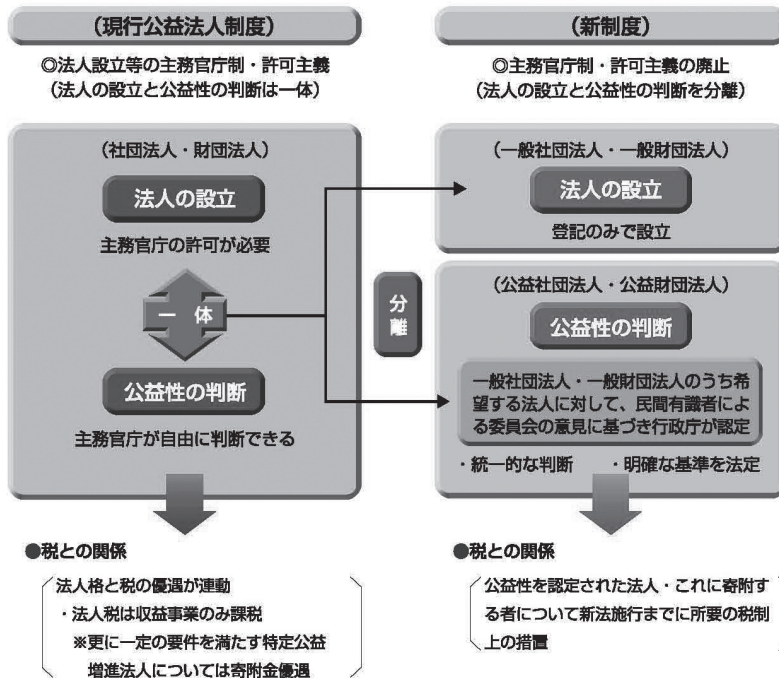 (現行公益法人制度)
◎法人設立等の主務官庁制・許可主義
(法人の設立と公益性の判断は一体)
(社団法人・財団法人)
法人の設立
主務官庁の許可が必要
一体
公益性の判断
主務官庁が自由に判断できる
●税との関係
法人格と税の優遇が連動
・法人税は収益事業のみ課税
※更に一定の要件を満たす特定公益
増進法人については寄附金優遇
分離
(新制度)
◎主務官庁制・許可主義の廃止
(法人の設立と公益性の判断を分離)
(一般社団法人・一般財団法人)
法人の設立
登記のみで設立
(公益社団法人・公益財団法人)
公益性の判断
一般社団法人・一般財団法人のうち希
望する法人に対して、民間有識者によ
る委員会の意見に基づき行政庁が認定
・統一的な判断 ・明確な基準を法定
●税との関係
公益性を認定された法人・これに寄附す
る者について新法施行までに所要の税制
上の措置